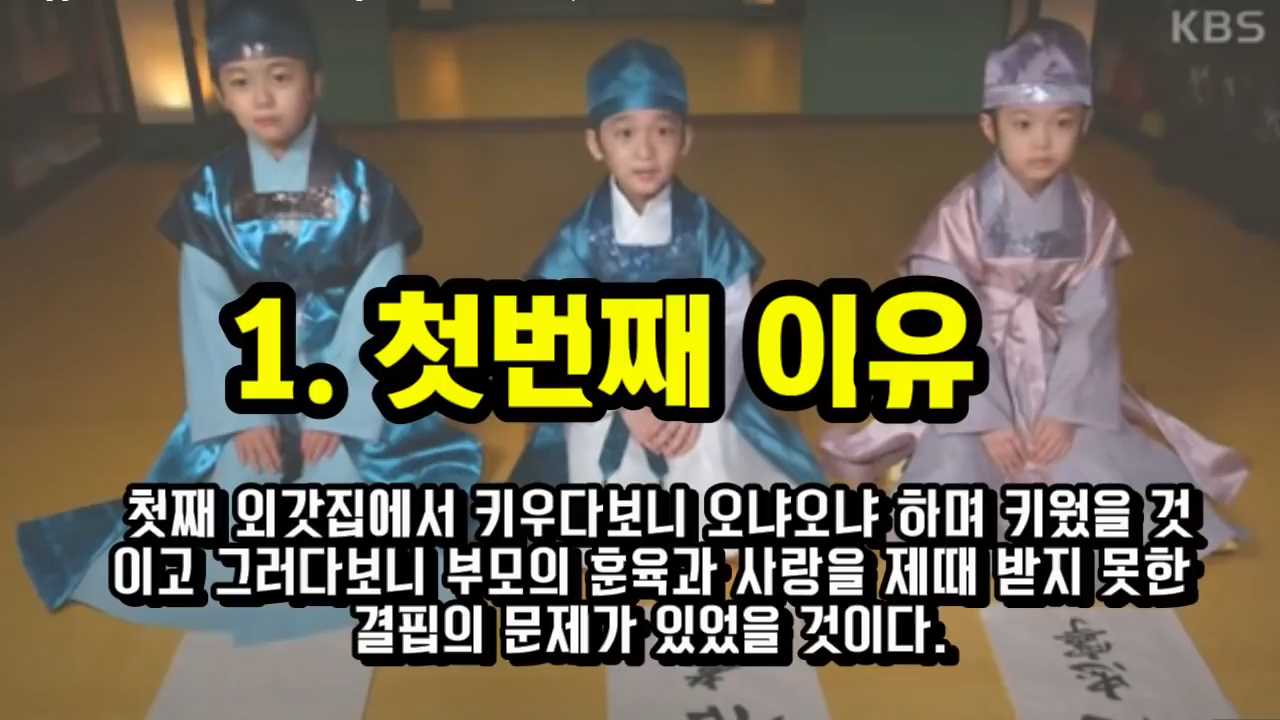 KBS
1. 첫번째 이유
첫째 외갓집에서 키우다보니 오냐오냐 하며 키웠을 것
이고 그러다보니 부모의 훈육과 사랑을 제때 받지 못한
결핍의 문제가 있었을 것이다.